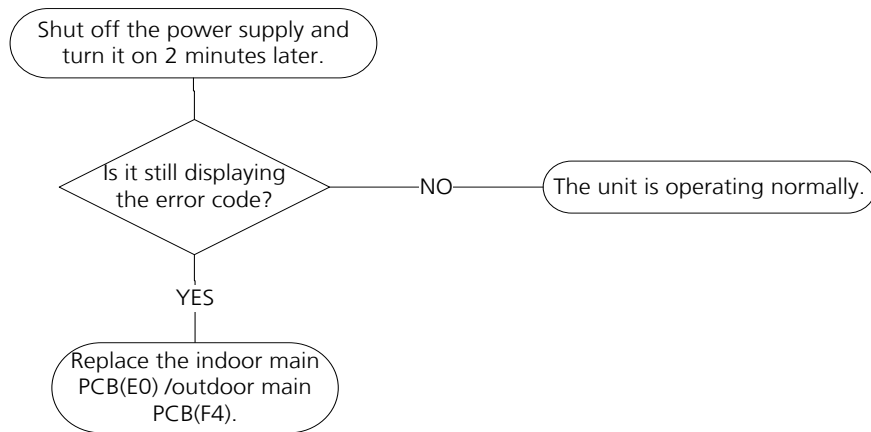 Shut off the power supply and
turn it on 2 minutes later.
Is it still displaying
the error code?
NO
The unit is operating normally.
YES
Replace the indoor main
PCB(E0) /outdoor main
PCB(F4).